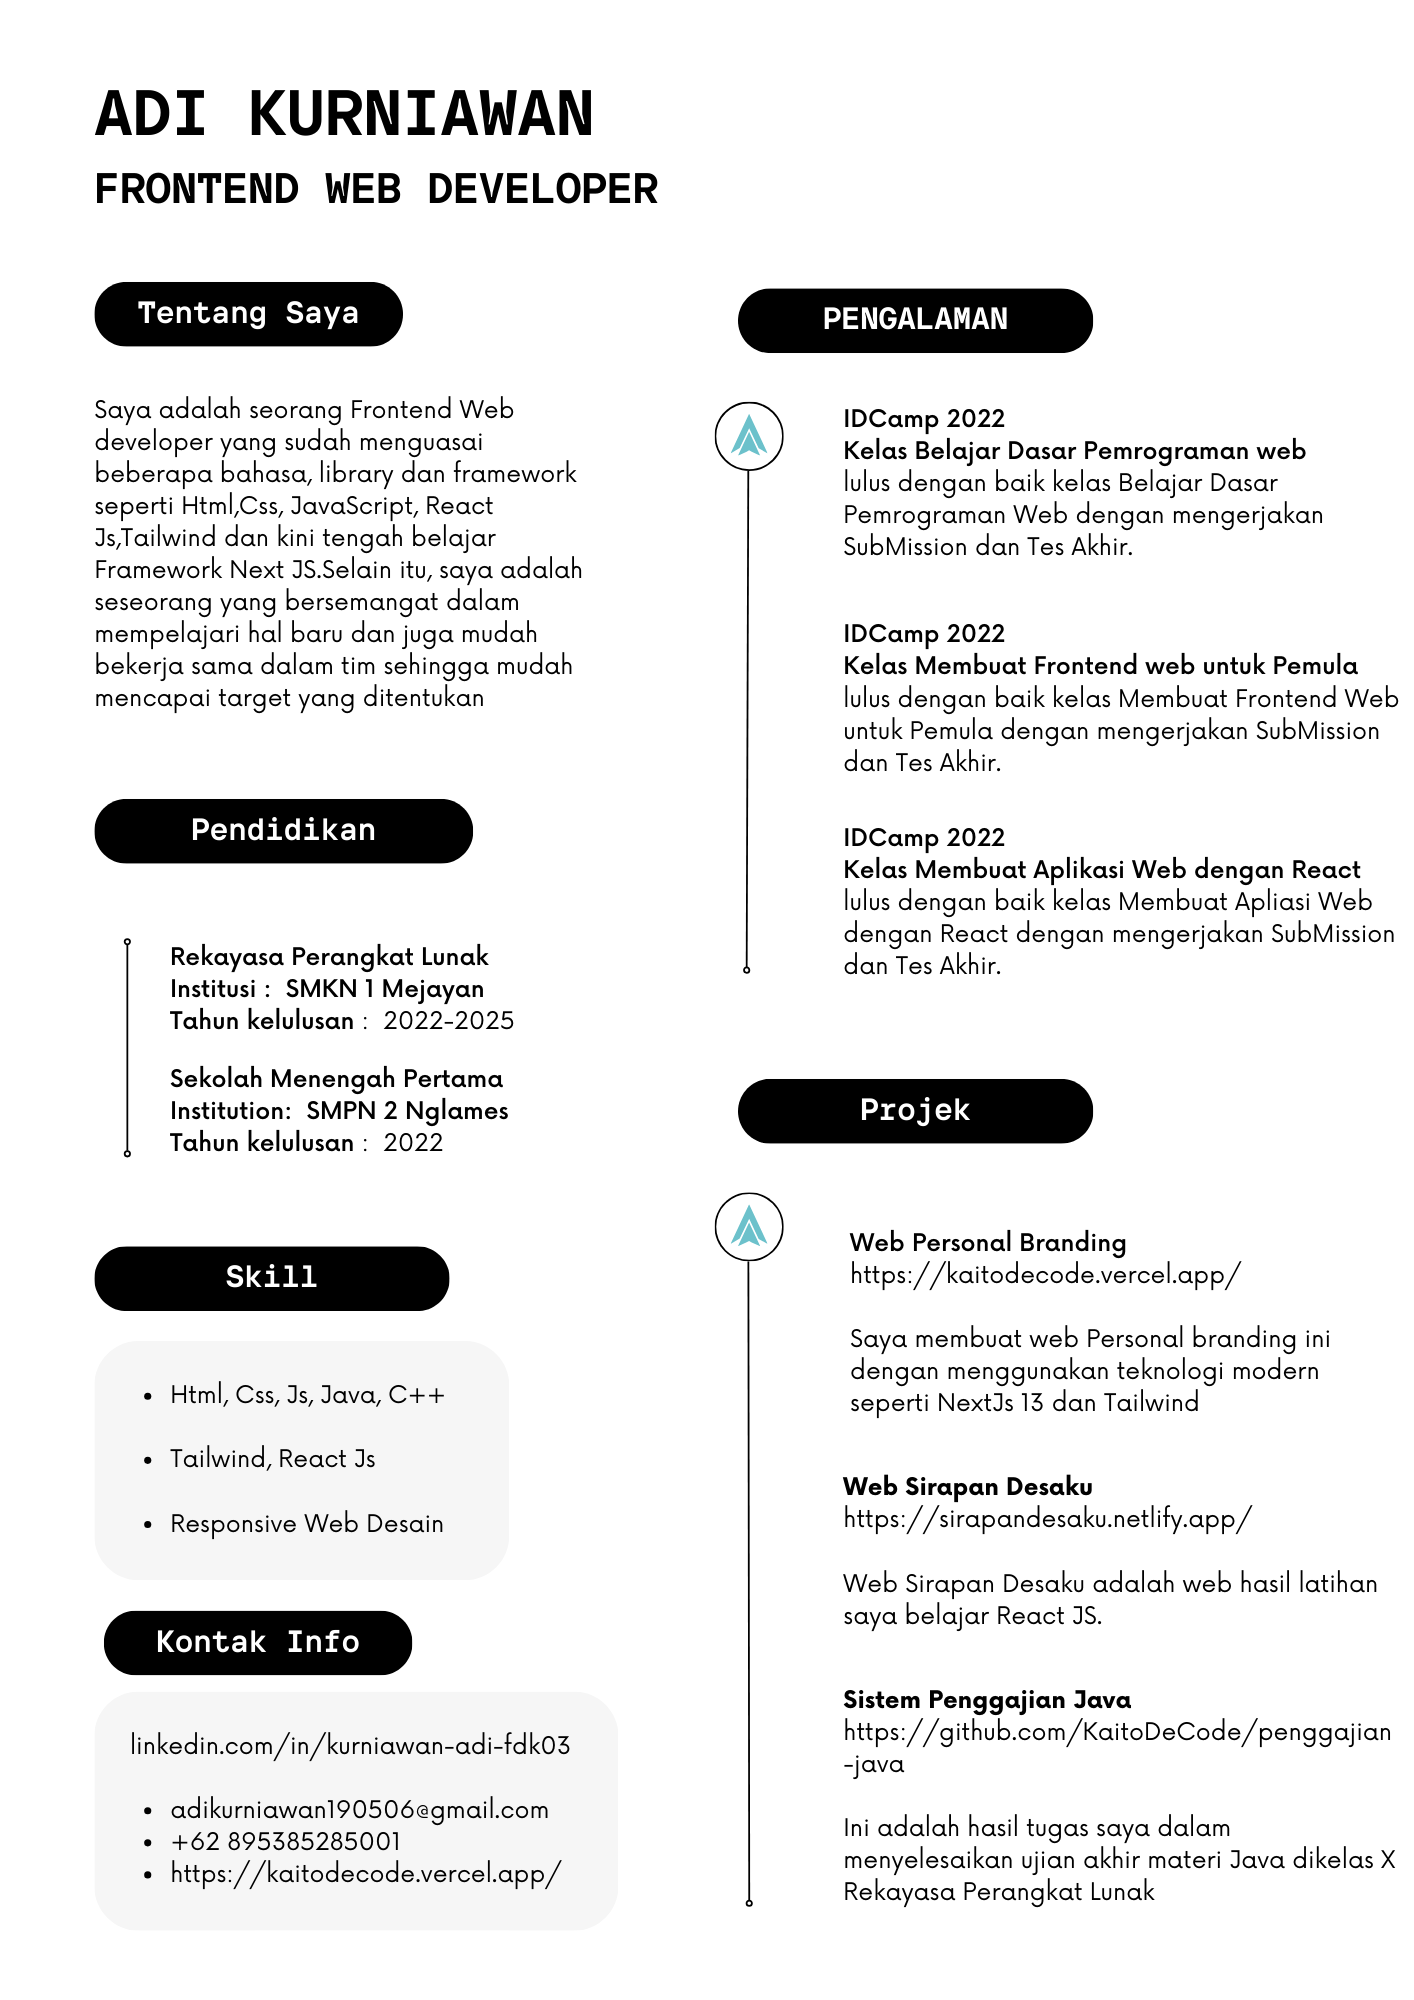 ADI KURNIAWAN
FRONTEND WEB DEVELOPER
Tentang Saya
Saya adalah seorang Frontend Web
developer yang sudah menguasai
beberapa bahasa, library dan framework
seperti Html,Css, JavaScript, React
Js,Tailwind dan kini tengah belajar
Framework Next JS.Selain itu, saya adalah
seseorang yang bersemangat dalam
mempelajari hal baru dan juga mudah
bekerja sama dalam tim sehingga mudah
mencapai target yang ditentukan
Pendidikan
Rekayasa Perangkat Lunak
Institusi :  SMKN 1 Mejayan
Tahun kelulusan :  2022-2025
Sekolah Menengah Pertama
Institution:  SMPN 2 Nglames
Tahun kelulusan :  2022
Skill
• Html, Css, Js, Java, C++
• Tailwind, React Js
• Responsive Web Desain
Kontak Info
linkedin.com/in/kurniawan-adi-fdk03
• adikurniawan190506@gmail.com
• +62 895385285001
• https://kaitodecode.vercel.app/
PENGALAMAN
IDCamp 2022
Kelas Belajar Dasar Pemrograman web
lulus dengan baik kelas Belajar Dasar
Pemrograman Web dengan mengerjakan
SubMission dan Tes Akhir.
IDCamp 2022
Kelas Membuat Frontend web untuk Pemula
lulus dengan baik kelas Membuat Frontend Web
untuk Pemula dengan mengerjakan SubMission
dan Tes Akhir.
IDCamp 2022
Kelas Membuat Aplikasi Web dengan React
lulus dengan baik kelas Membuat Apliasi Web
dengan React dengan mengerjakan SubMission
dan Tes Akhir.
Projek
Web Personal Branding
https://kaitodecode.vercel.app/
Saya membuat web Personal branding ini
dengan menggunakan teknologi modern
seperti NextJs 13 dan Tailwind
Web Sirapan Desaku
https://sirapandesaku.netlify.app/
Web Sirapan Desaku adalah web hasil latihan
saya belajar React JS.
Sistem Penggajian Java
https://github.com/KaitoDeCode/penggajian
-java
Ini adalah hasil tugas saya dalam
menyelesaikan ujian akhir materi Java dikelas X
Rekayasa Perangkat Lunak